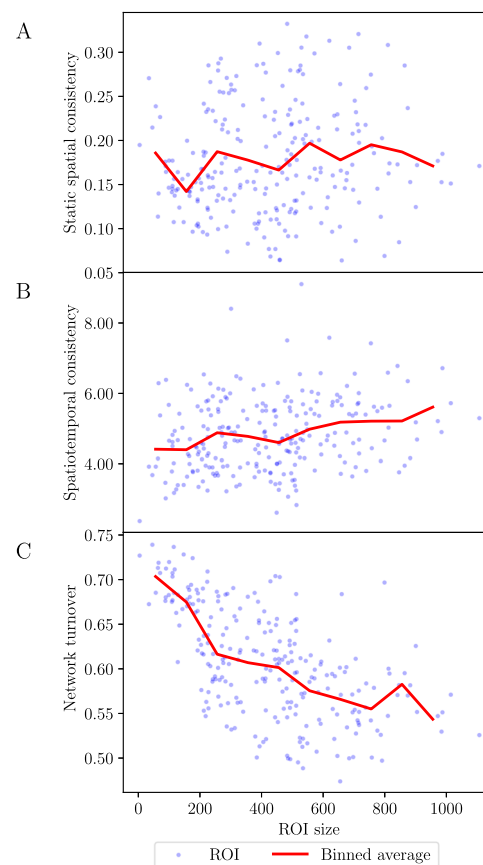 A
Static spatial consistency
0.30
0.25
0.20
0.15
0.10
0.05
B
Spatiotemporal consistency
8.00
6.00
4.00
C
Network turnover
0.75
0.70
0.65
0.60
0.55
0.50
0 200 400 600 800 1000
ROI size
ROI Binned average